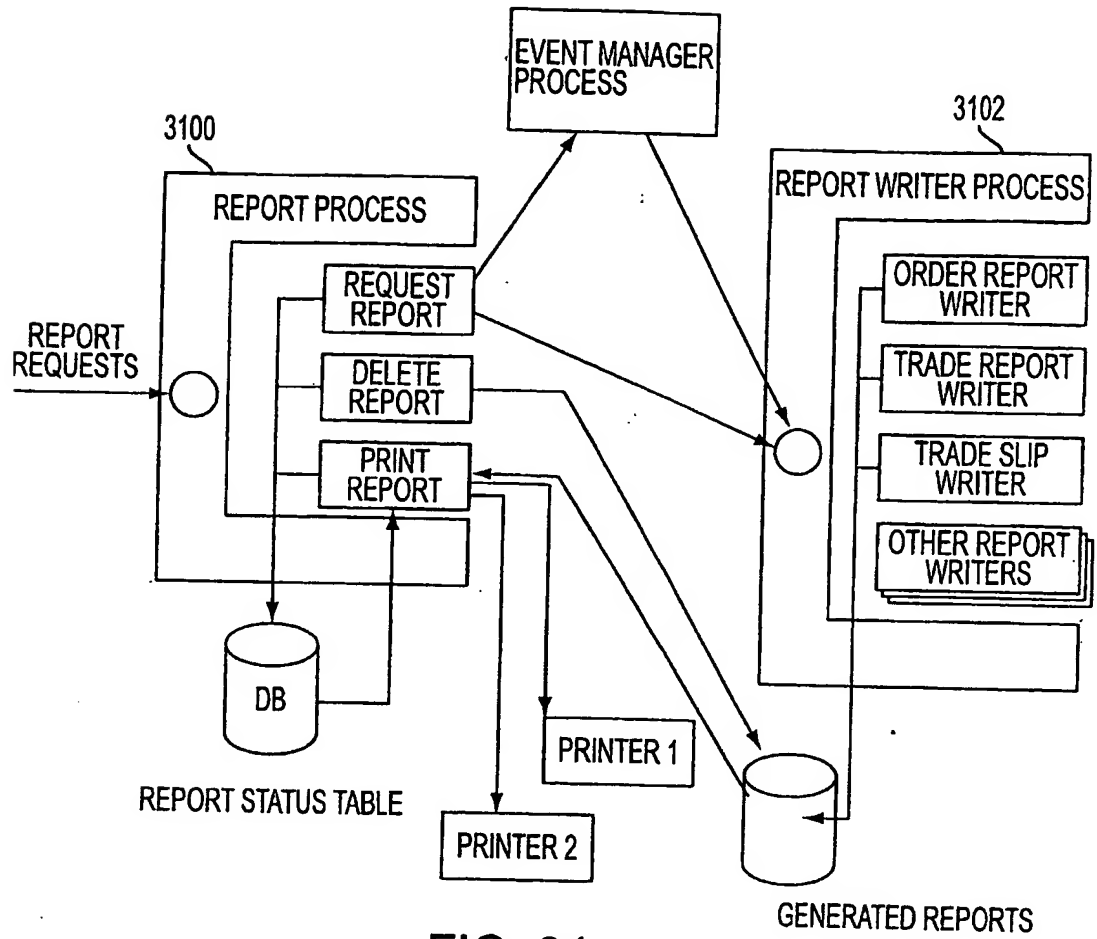 EVENT MANAGER
PROCESS
3100
3102
REPORT PROCESS
REPORT WRITER PROCESS
REQUEST
REPORT
ORDER REPORT
WRITER
REPORT
REQUESTS
DELETE
REPORT
TRADE REPORT
WRITER
PRINT
REPORT
TRADE SLIP
WRITER
OTHER REPORT
WRITERS
DB
PRINTER 1
REPORT STATUS TABLE
PRINTER 2
GENERATED REPORTS